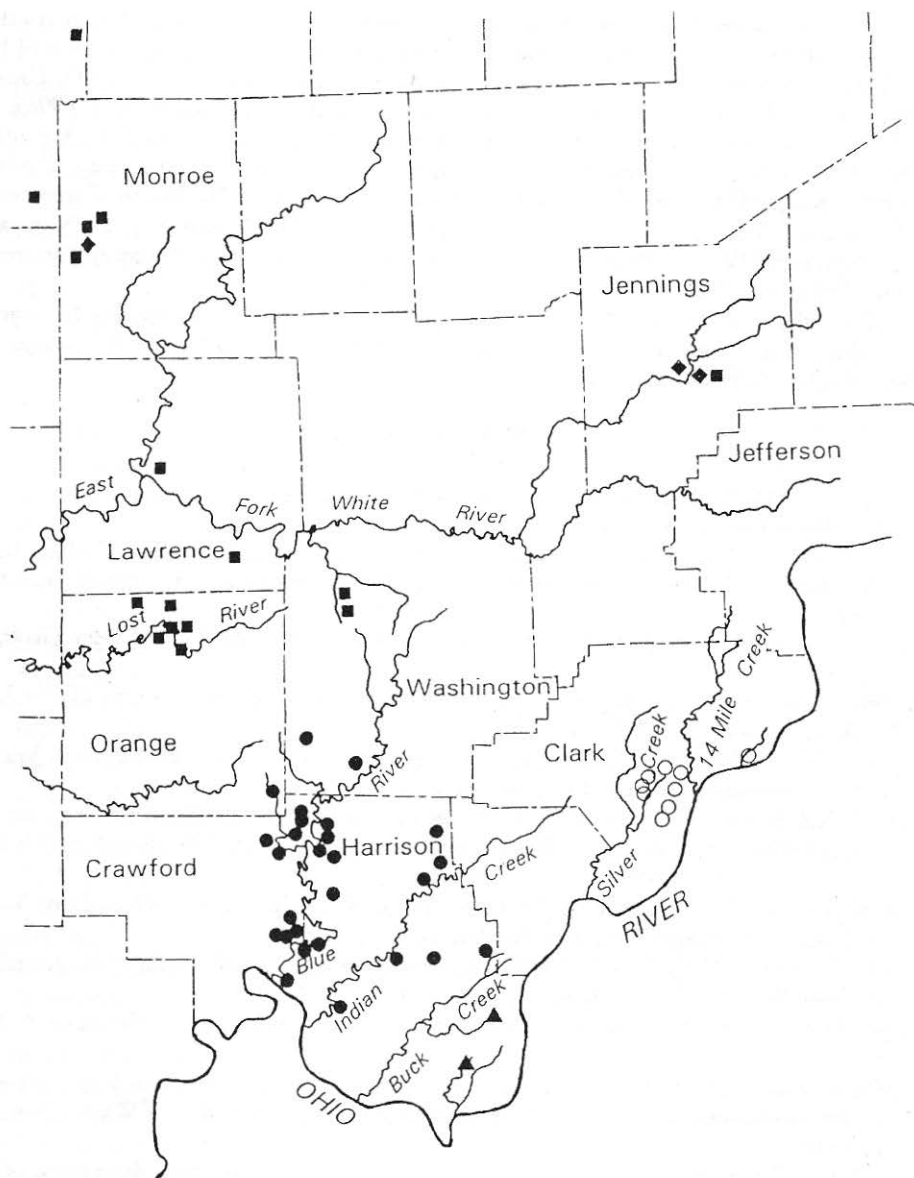 Monroe
Jennings
Jefferson
East
Fork
White
River
Lawrence
Lost
River
Washington
Creek
14 Mile
Orange
Clark
Creek
River
Harrison
Crawford
Creek
Silver
RIVER
Blue
Indian
Creek
Buck
OHIO